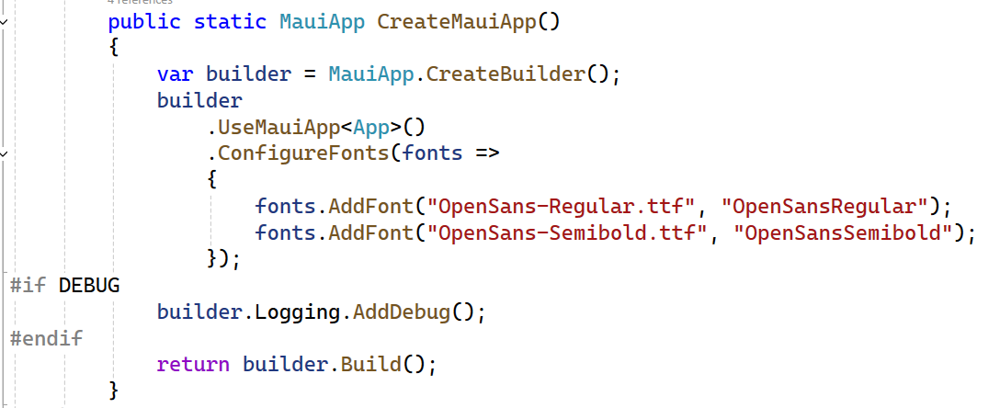 4 references
public static MauiApp CreateMauiApp()
{
var builder = MauiApp.CreateBuilder();
builder
.UseMauiApp<App>()
.ConfigureFonts(fonts =>
{
fonts.AddFont("OpenSans-Regular.ttf", "OpenSansRegular");
fonts.AddFont("OpenSans-Semibold.ttf", "OpenSansSemibold");
});
#if DEBUG
builder.Logging.AddDebug();
#endif
return builder.Build();
}